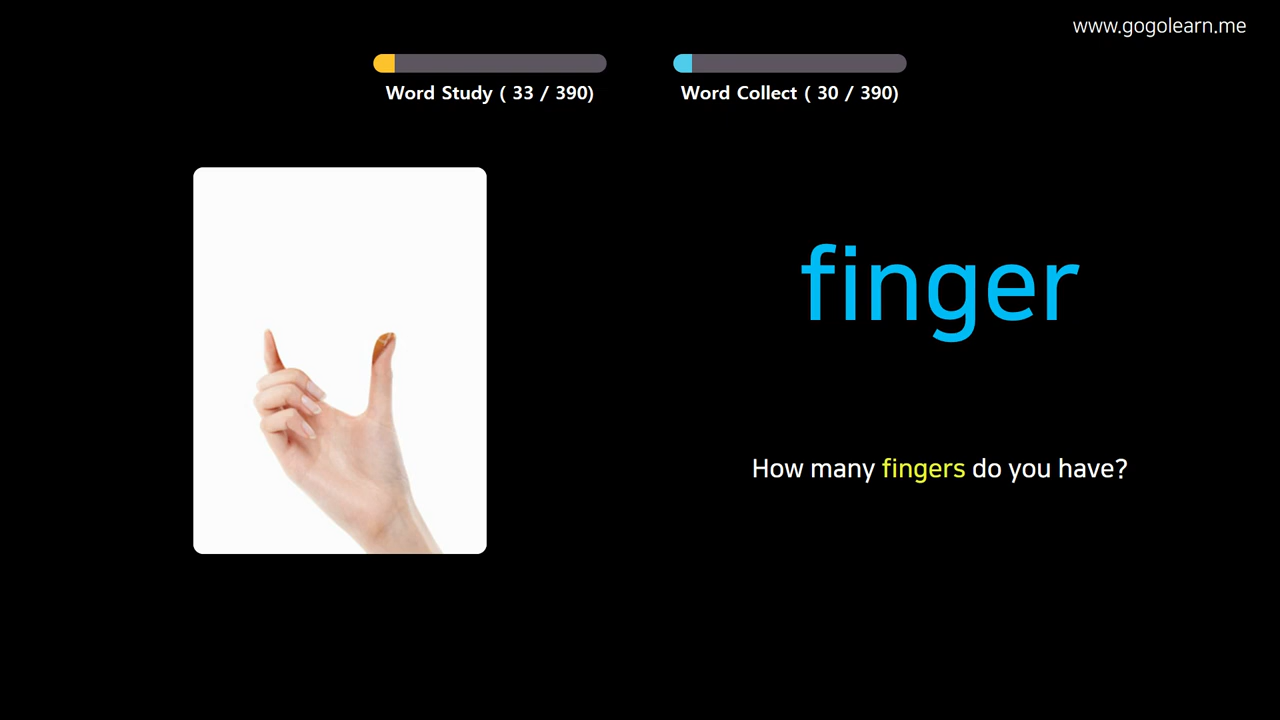 www.gogolearn.me
Word Study ( 33 / 390)
Word Collect ( 30 / 390)
finger
How many fingers do you have?